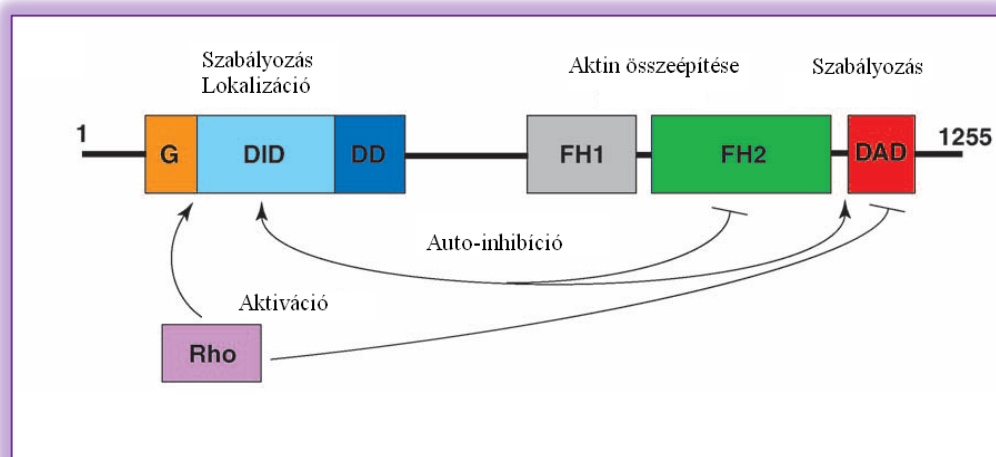 Szabályozás
Lokalizáció
Aktin összeépítése
Szabályozás
1
G
DID
DD
FH1
FH2
DAD
1255
Auto-inhibíció
Aktiváció
Rho